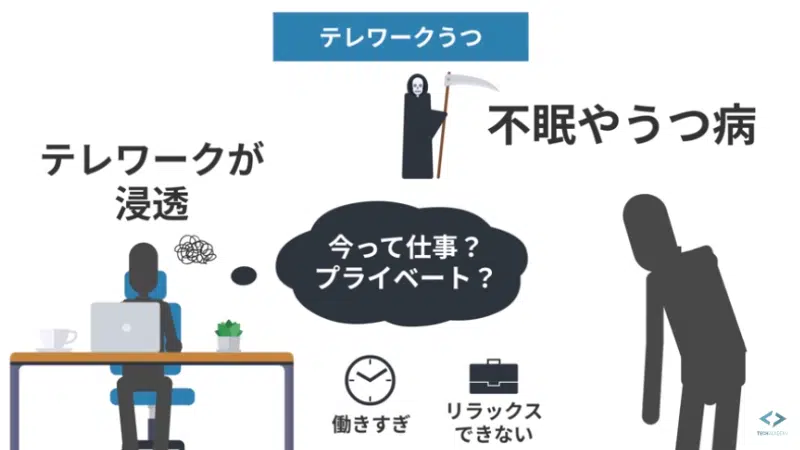 テレワークうつ
不眠やうつ病
テレワークが
浸透
今って仕事？
プライベート？
働きすぎ
リラックス
できない